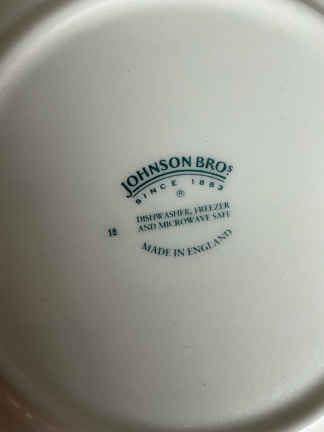 JOHNSON BROS
SINCE 1883
®
DISHWASHER, FREEZER
AND MICROWAVE SAFE
18
MADE IN ENGLAND